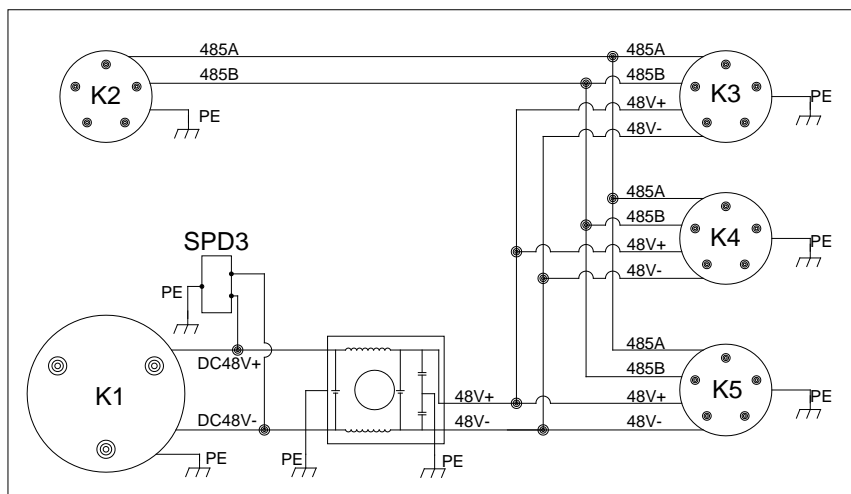 485A
485A
485B
485B
K2
K3
48V+
PE
PE
48V-
485A
485B
SPD3
K4
48V+
PE
48V-
PE
485A
DC48V+
485B
K1
K5
48V+
48V+
PE
DC48V-
48V-
48V-
PE
PE
PE